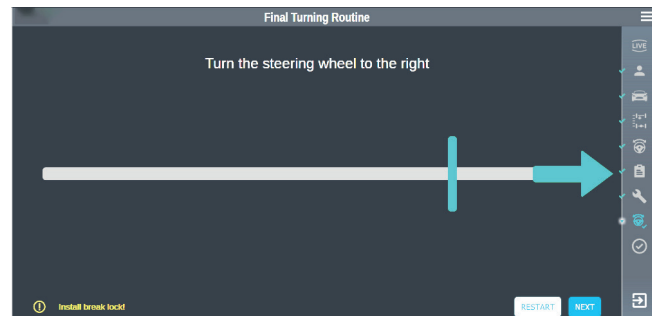 Final Turning Routine
LIVE
Turn the steering wheel to the right
Install break lock!
RESTART
NEXT